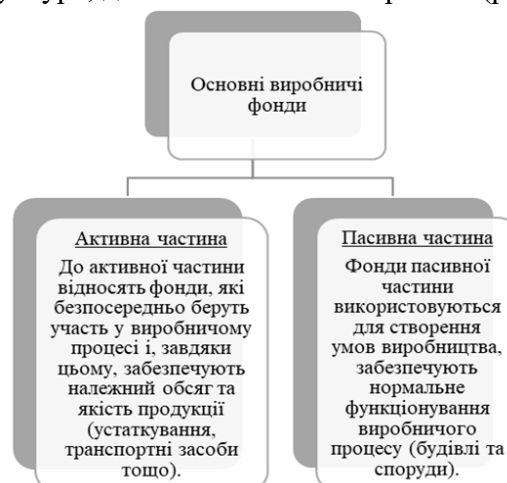 Основні виробничі
фонди
Активна частина
До активної частини
відносять фонди, які
безпосередньо беруть
участь у виробничому
процесі і, завдяки
цьому, забезпечують
належний обсяг та
якість продукції
(устаткування,
транспортні засоби
тощо).
Пасивна частина
Фонди пасивної
частини
використовуються
для створення
умов виробництва,
забезпечують
нормальне
функціонування
виробничого
процесу (будівлі та
споруди).